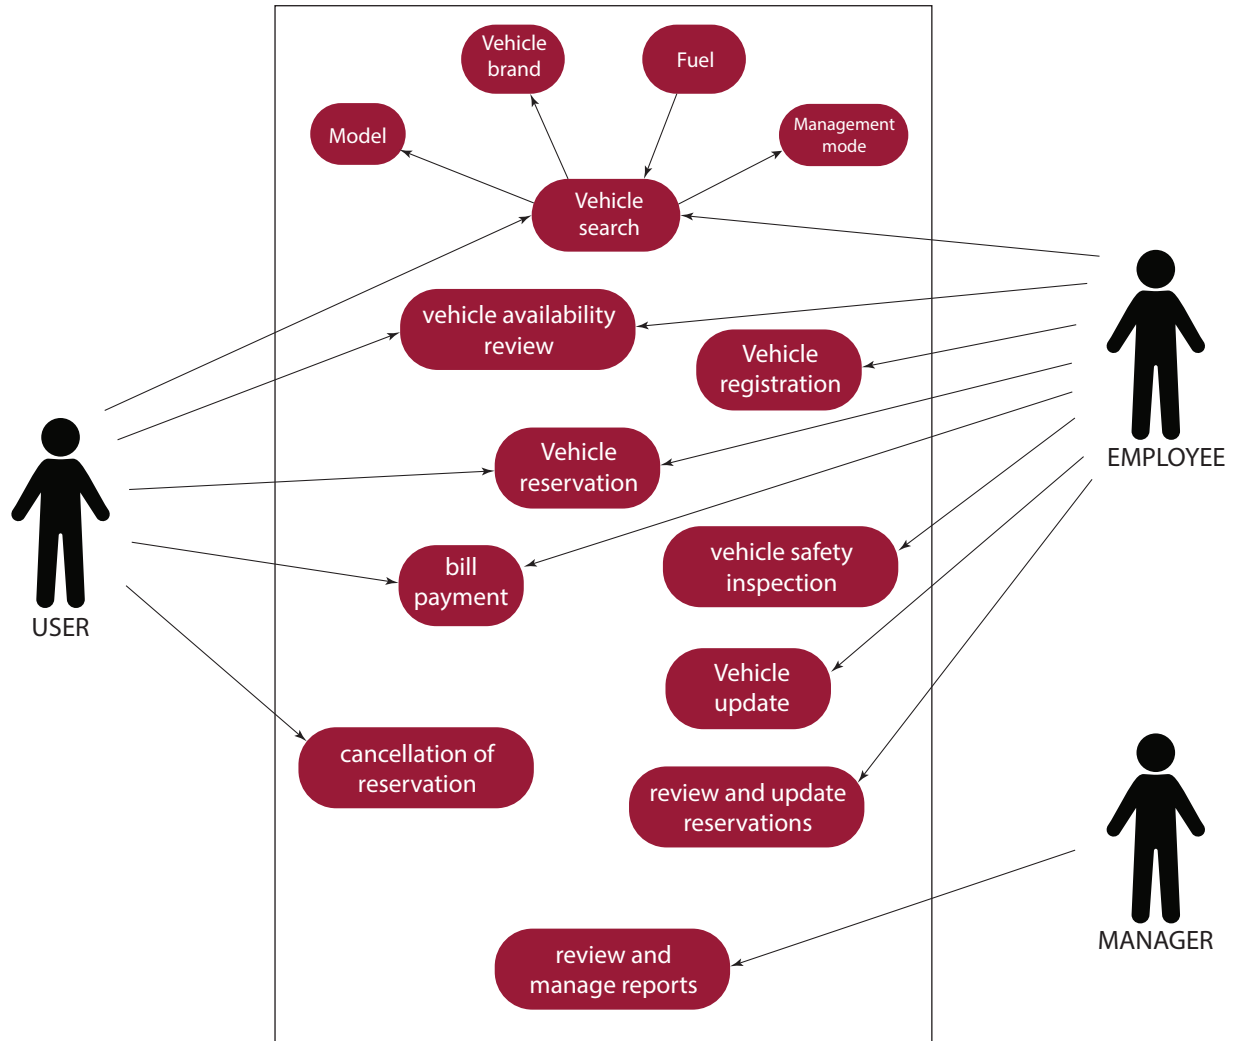 Vehicle
brand
Fuel
Model
Management
mode
Vehicle
search
vehicle availability
review
Vehicle
registration
Vehicle
reservation
EMPLOYEE
vehicle safety
inspection
bill
payment
USER
Vehicle
update
cancellation of
reservation
review and update
reservations
MANAGER
review and
manage reports